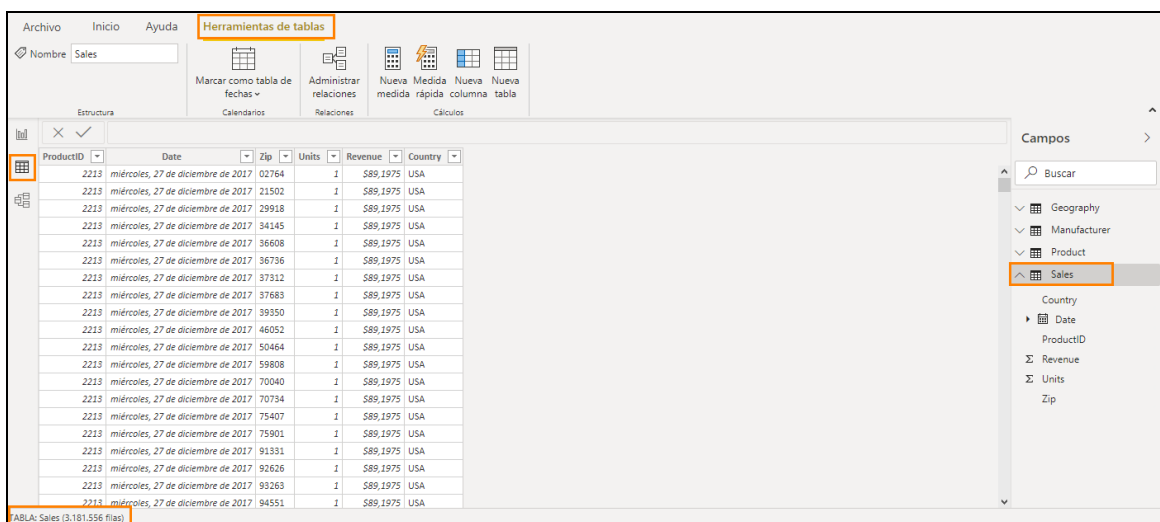 Archivo Inicio Ayuda Herramientas de tablas
Nombre Sales
Marcar como tabla de fechas
Administrar relaciones
Nueva medida
Medida rápida
Nueva columna
Nueva tabla
Estructura Calendarios Relaciones Cálculos
ProductID Date Zip Units Revenue Country
2213 miércoles, 27 de diciembre de 2017 02764 1 $89,1975 USA
2213 miércoles, 27 de diciembre de 2017 21502 1 $89,1975 USA
2213 miércoles, 27 de diciembre de 2017 29918 1 $89,1975 USA
2213 miércoles, 27 de diciembre de 2017 34145 1 $89,1975 USA
2213 miércoles, 27 de diciembre de 2017 36608 1 $89,1975 USA
2213 miércoles, 27 de diciembre de 2017 36736 1 $89,1975 USA
2213 miércoles, 27 de diciembre de 2017 37312 1 $89,1975 USA
2213 miércoles, 27 de diciembre de 2017 37683 1 $89,1975 USA
2213 miércoles, 27 de diciembre de 2017 39350 1 $89,1975 USA
2213 miércoles, 27 de diciembre de 2017 46052 1 $89,1975 USA
2213 miércoles, 27 de diciembre de 2017 50464 1 $89,1975 USA
2213 miércoles, 27 de diciembre de 2017 59808 1 $89,1975 USA
2213 miércoles, 27 de diciembre de 2017 70040 1 $89,1975 USA
2213 miércoles, 27 de diciembre de 2017 70734 1 $89,1975 USA
2213 miércoles, 27 de diciembre de 2017 75407 1 $89,1975 USA
2213 miércoles, 27 de diciembre de 2017 75901 1 $89,1975 USA
2213 miércoles, 27 de diciembre de 2017 91331 1 $89,1975 USA
2213 miércoles, 27 de diciembre de 2017 92626 1 $89,1975 USA
2213 miércoles, 27 de diciembre de 2017 93263 1 $89,1975 USA
2213 miércoles, 27 de diciembre de 2017 94551 1 $89,1975 USA
TABLA: Sales (3.181.556 filas)
Campos
Buscar
Geography
Manufacturer
Product
Sales
Country
Date
ProductID
Σ Revenue
Σ Units
Zip